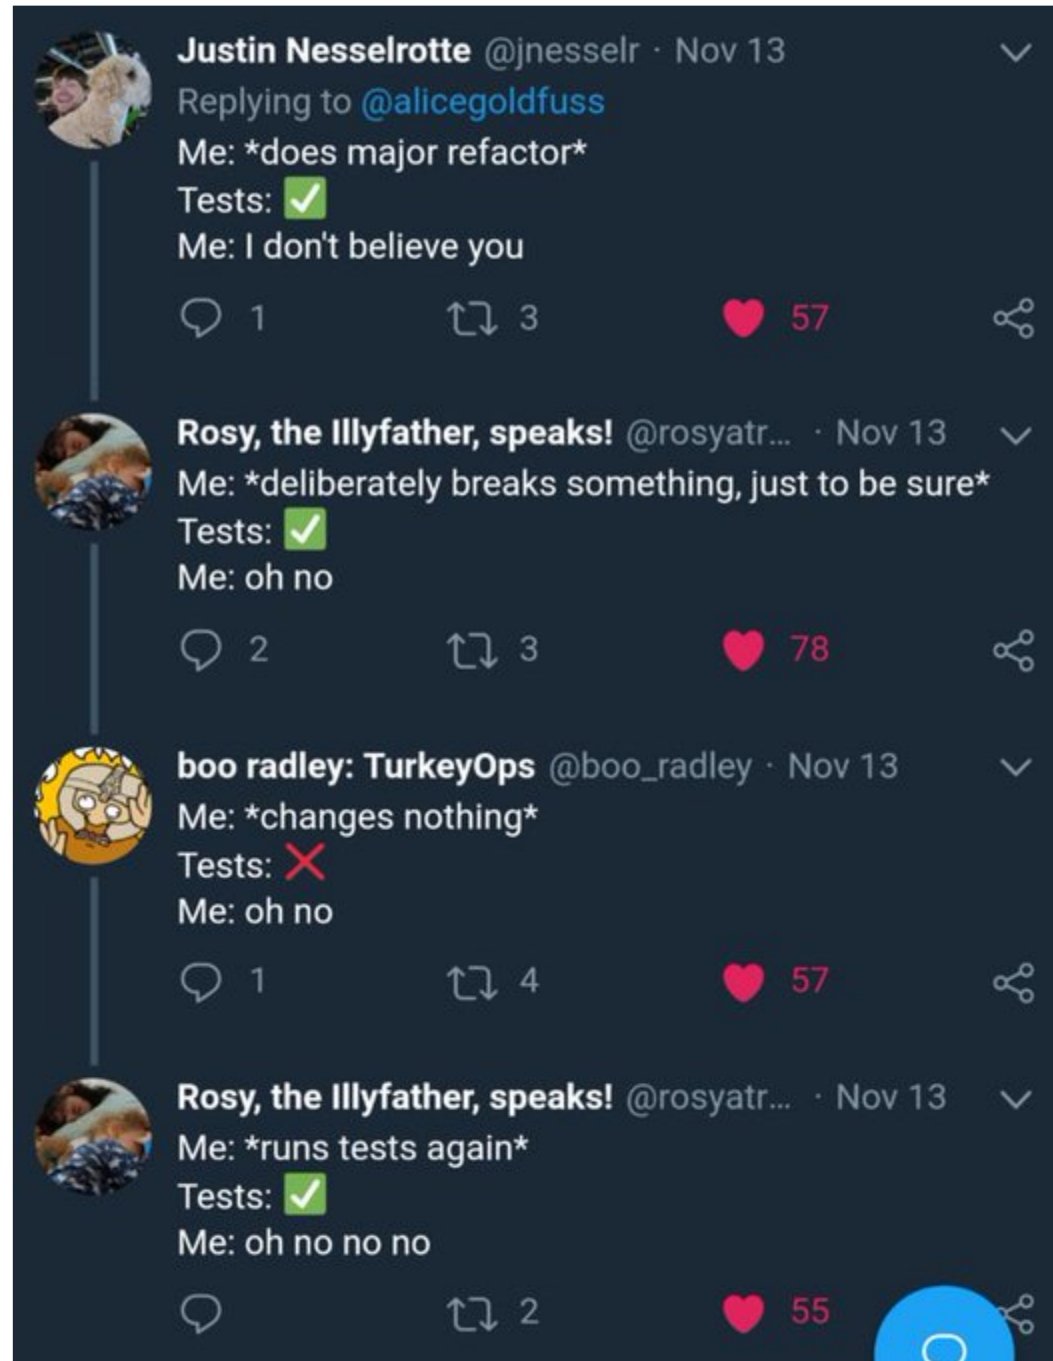 Justin Nesselrotte @jnesselr · Nov 13
Replying to @alicegoldfuss
Me: *does major refactor*
Tests: ✅
Me: I don't believe you
1 3 57
Rosy, the Illyfather, speaks! @rosyatr... · Nov 13
Me: *deliberately breaks something, just to be sure*
Tests: ✅
Me: oh no
2 3 78
boo radley: TurkeyOps @boo_radley · Nov 13
Me: *changes nothing*
Tests: ❌
Me: oh no
1 4 57
Rosy, the Illyfather, speaks! @rosyatr... · Nov 13
Me: *runs tests again*
Tests: ✅
Me: oh no no no
2 55